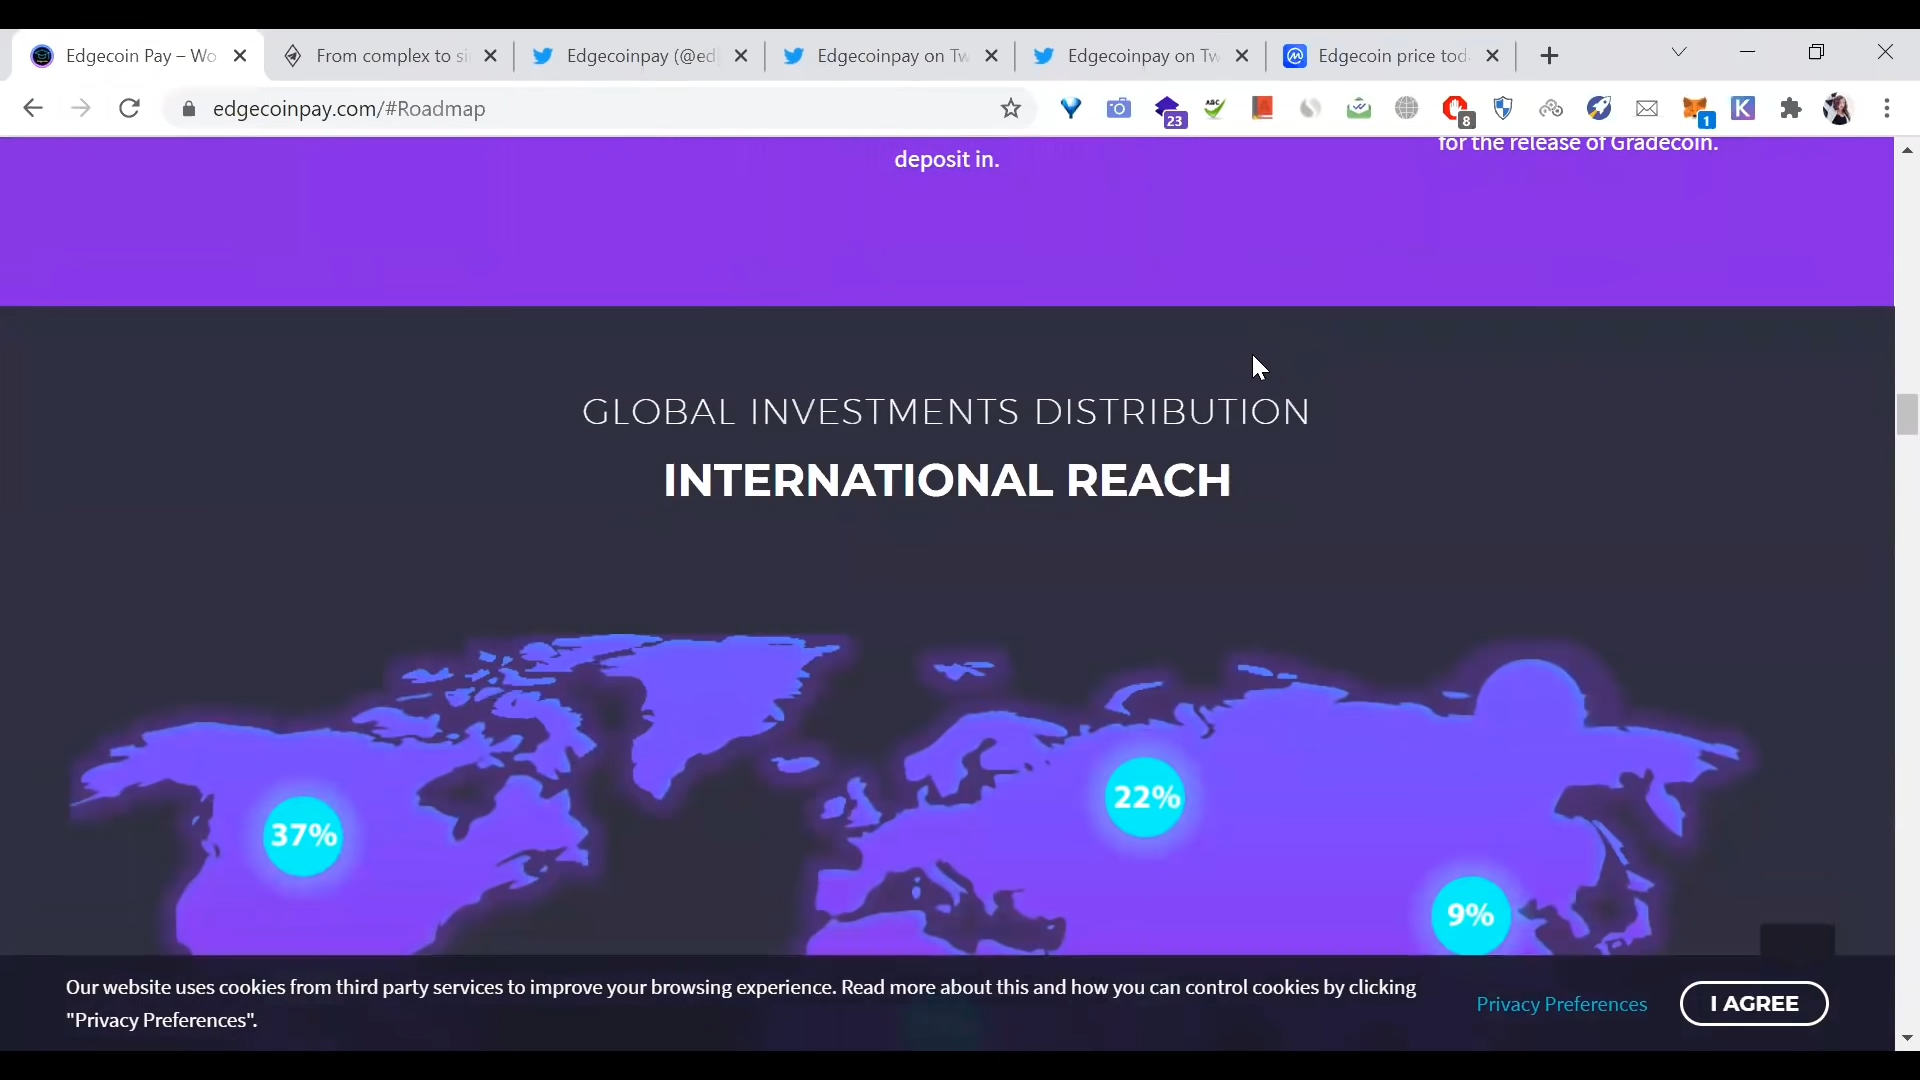 Edgecoin Pay – Wo
From complex to si
Edgecoinpay (@ed
Edgecoinpay on Tw
Edgecoinpay on Tw
Edgecoin price tod
edgecoinpay.com/#Roadmap
ABC
23
8
1
K
deposit in.
for the release of Gradecoin.
GLOBAL INVESTMENTS DISTRIBUTION
INTERNATIONAL REACH
37%
22%
9%
Our website uses cookies from third party services to improve your browsing experience. Read more about this and how you can control cookies by clicking
"Privacy Preferences".
Privacy Preferences
I AGREE